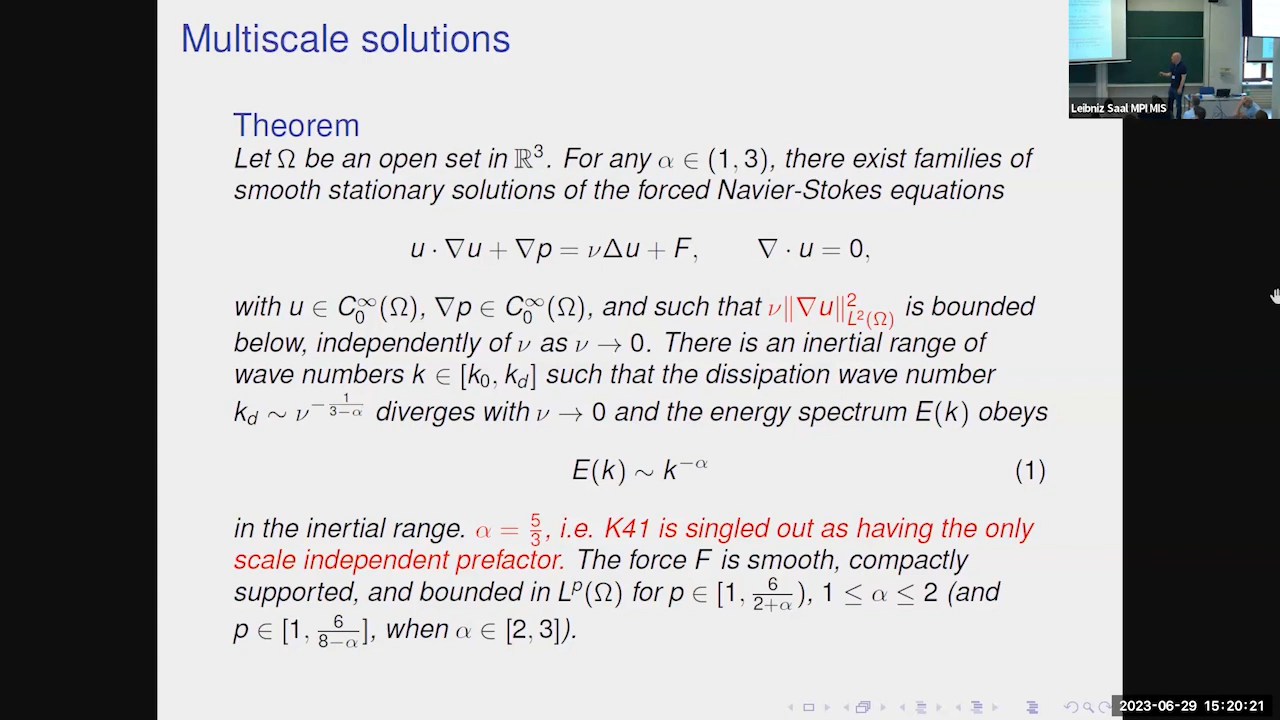 Multiscale solutions
Leibniz Saal MPI MIS
Theorem
Let Ω be an open set in ℝ³. For any α ∈ (1, 3), there exist families of
smooth stationary solutions of the forced Navier-Stokes equations
u · ∇u + ∇p = νΔu + F, ∇ · u = 0,
with u ∈ C₀^∞(Ω), ∇p ∈ C₀^∞(Ω), and such that ν‖∇u‖²_{L²(Ω)} is bounded
below, independently of ν as ν → 0. There is an inertial range of
wave numbers k ∈ [k₀, k_d] such that the dissipation wave number
k_d ∼ ν^{-\frac{1}{3-α}} diverges with ν → 0 and the energy spectrum E(k) obeys
E(k) ∼ k^{-α} (1)
in the inertial range. α = 5/3, i.e. K41 is singled out as having the only
scale independent prefactor. The force F is smooth, compactly
supported, and bounded in L^p(Ω) for p ∈ [1, \frac{6}{2+α}), 1 ≤ α ≤ 2 (and
p ∈ [1, \frac{6}{8-α}], when α ∈ [2, 3]).
2023-06-29 15:20:21